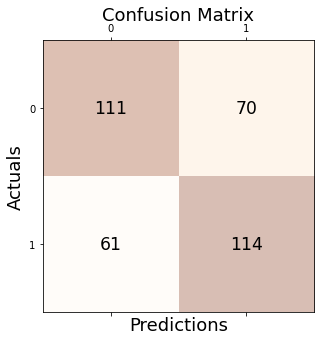 Confusion Matrix
0 1
0 111 70
Actuals
1 61 114
Predictions